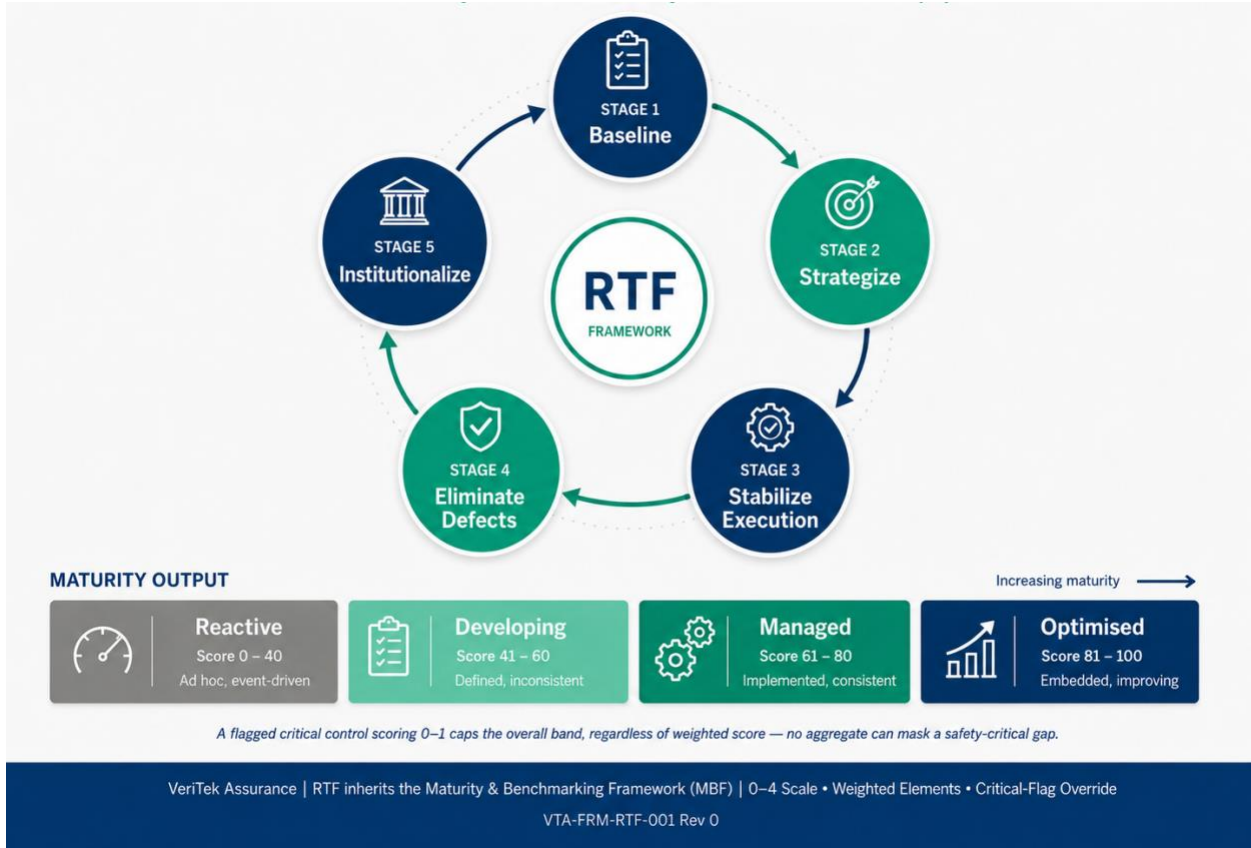 STAGE 1
Baseline
STAGE 5
Institutionalize
RTF
FRAMEWORK
STAGE 2
Strategize
STAGE 4
Eliminate
Defects
STAGE 3
Stabilize
Execution
MATURITY OUTPUT
Increasing maturity
Reactive
Score 0 – 40
Ad hoc, event-driven
Developing
Score 41 – 60
Defined, inconsistent
Managed
Score 61 – 80
Implemented, consistent
Optimised
Score 81 – 100
Embedded, improving
A flagged critical control scoring 0–1 caps the overall band, regardless of weighted score — no aggregate can mask a safety-critical gap.
VeriTek Assurance | RTF inherits the Maturity & Benchmarking Framework (MBF) | 0–4 Scale • Weighted Elements • Critical-Flag Override
VTA-FRM-RTF-001 Rev 0